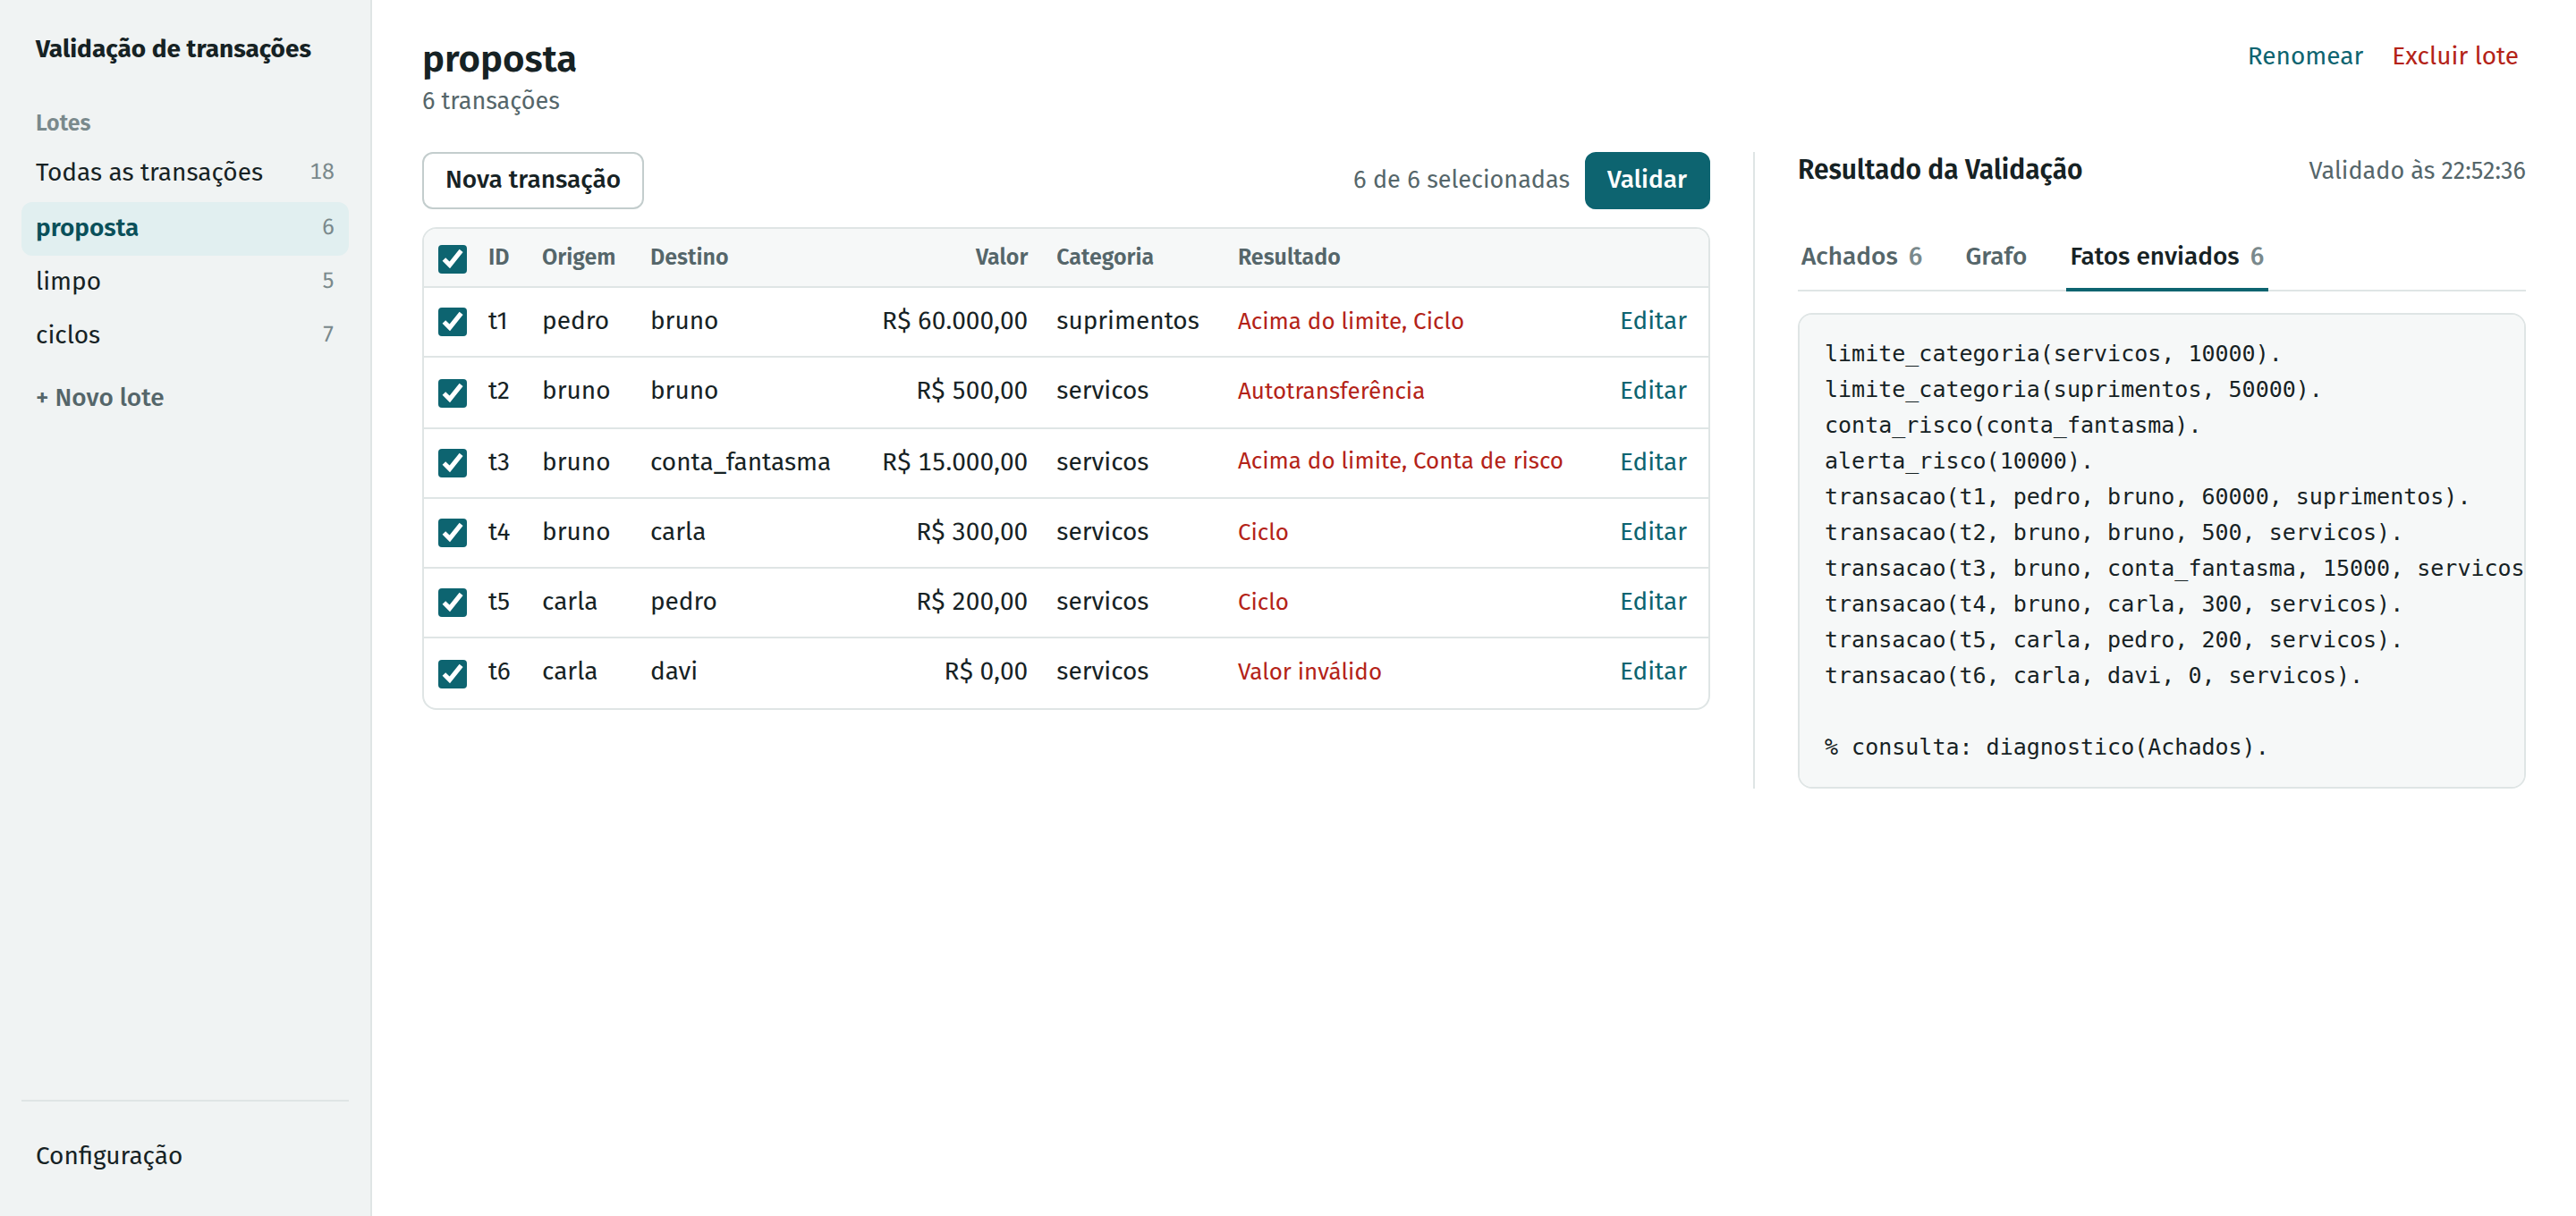 Validação de transações
Lotes
Todas as transações 18
proposta 6
limpo 5
ciclos 7
+ Novo lote
Configuração
proposta
6 transações
Renomear Excluir lote
Nova transação 6 de 6 selecionadas Validar
ID Origem Destino Valor Categoria Resultado
t1 pedro bruno R$ 60.000,00 suprimentos Acima do limite, Ciclo Editar
t2 bruno bruno R$ 500,00 servicos Autotransferência Editar
t3 bruno conta_fantasma R$ 15.000,00 servicos Acima do limite, Conta de risco Editar
t4 bruno carla R$ 300,00 servicos Ciclo Editar
t5 carla pedro R$ 200,00 servicos Ciclo Editar
t6 carla davi R$ 0,00 servicos Valor inválido Editar
Resultado da Validação Validado às 22:52:36
Achados 6 Grafo Fatos enviados 6
limite_categoria(servicos, 10000).
limite_categoria(suprimentos, 50000).
conta_risco(conta_fantasma).
alerta_risco(10000).
transacao(t1, pedro, bruno, 60000, suprimentos).
transacao(t2, bruno, bruno, 500, servicos).
transacao(t3, bruno, conta_fantasma, 15000, servicos
transacao(t4, bruno, carla, 300, servicos).
transacao(t5, carla, pedro, 200, servicos).
transacao(t6, carla, davi, 0, servicos).
% consulta: diagnostico(Achados).